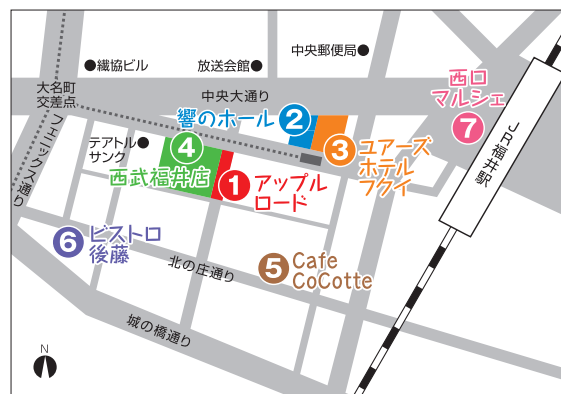 中央郵便局●
●繊協ビル
放送会館●
西口
マルシェ
7
大名町
交差点
中央大通り
響のホール
2
JR福井駅
フェニックス通り
テアトル●
サンク
4
西武福井店
3
ユアーズ
ホテル
フクイ
1
アップル
ロード
6
ビストロ
後藤
5
Cafe
CoCotte
北の庄通り
城の橋通り
N